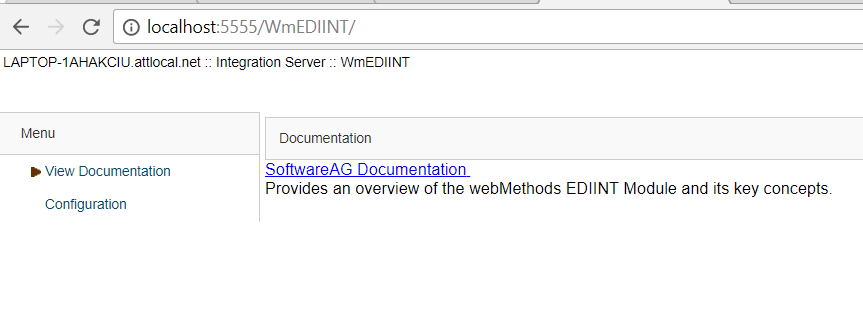 localhost:5555/WmEDIINT/
LAPTOP-1AHAKCIU.attlocal.net :: Integration Server :: WmEDIINT
Menu
View Documentation
Configuration
Documentation
SoftwareAG Documentation
Provides an overview of the webMethods EDIINT Module and its key concepts.